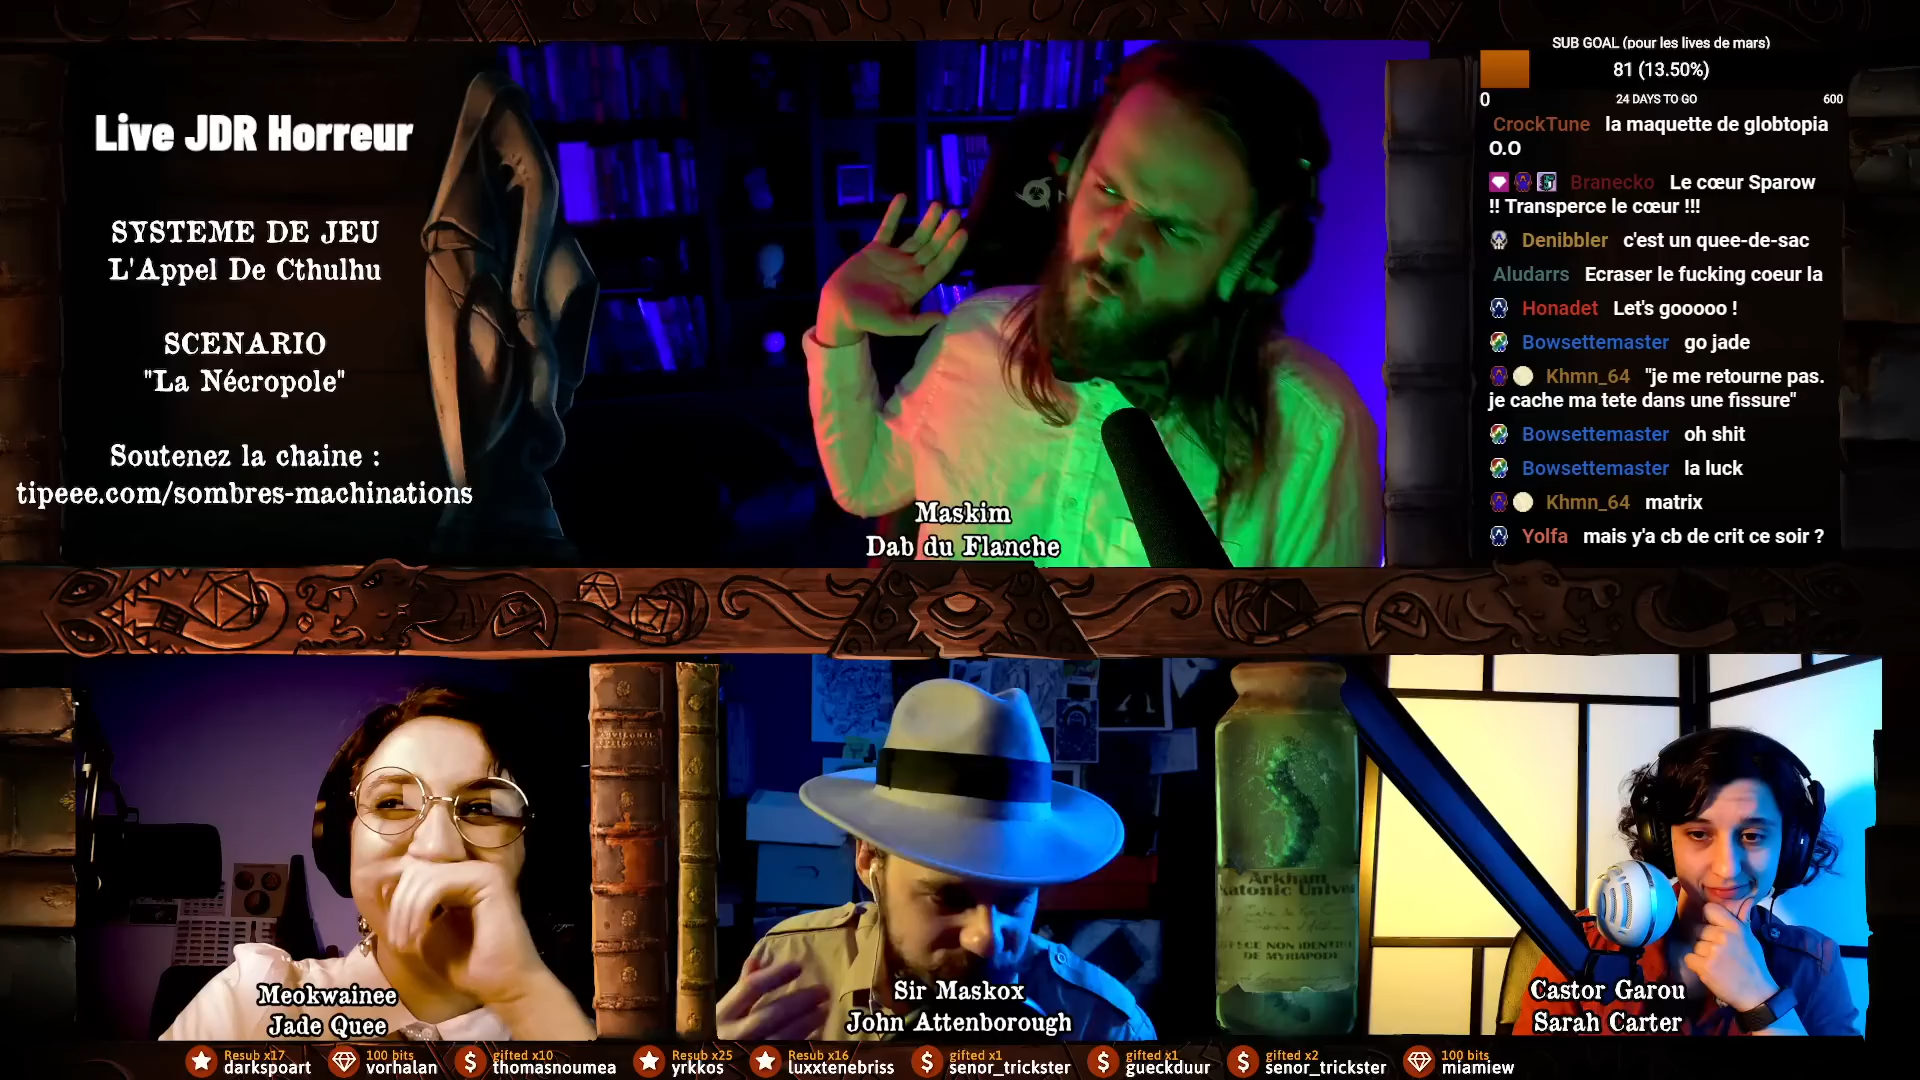 Live JDR Horreur
SYSTEME DE JEU
L'Appel De Cthulhu
SCENARIO
"La Nécropole"
Soutenez la chaine :
tipeee.com/sombres-machinations
Maskim
Dab du Flanche
SUB GOAL (pour les lives de mars)
81 (13.50%)
0
24 DAYS TO GO
600
CrockTune la maquette de globtopia
O.O
Branecko Le cœur Sparow
!! Transperce le cœur !!!
Denibbler c'est un quee-de-sac
Aludarrs Ecraser le fucking coeur la
Honadet Let's gooooo !
Bowsettemaster go jade
Khmn_64 "je me retourne pas.
je cache ma tete dans une fissure"
Bowsettemaster oh shit
Bowsettemaster la luck
Khmn_64 matrix
Yolfa mais y'a cb de crit ce soir ?
Meokwainee
Jade Quee
Sir Maskox
John Attenborough
Arkham
DE MYRIAPODE
Castor Garou
Sarah Carter
Resub x17
darkspoart
100 bits
vorhalan
gifted x10
thomasnoumea
Resub x25
yrkkos
Resub x16
luxxtenebriss
gifted x1
senor_trickster
gifted x1
gueckduur
gifted x2
senor_trickster
100 bits
miamiew